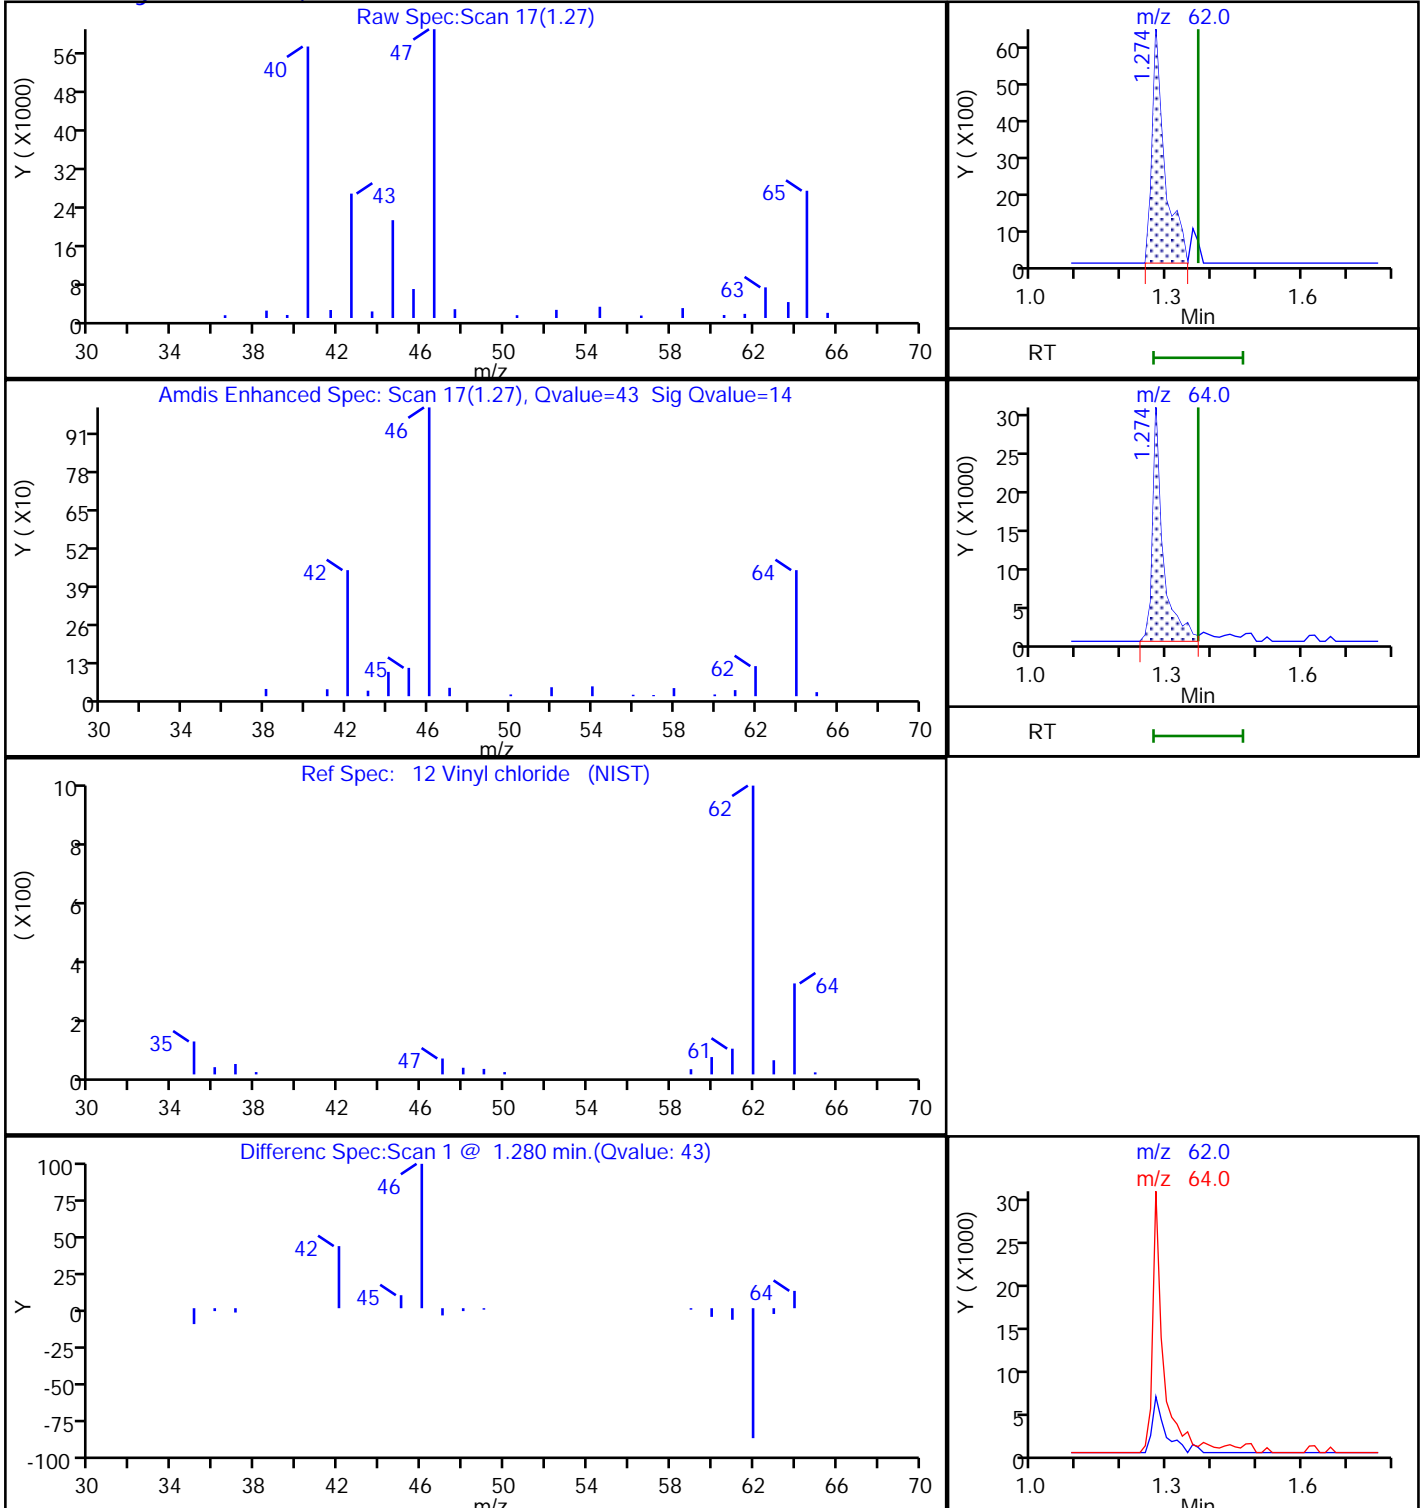 Raw Spec:Scan 17(1.27)
Y ( X1000)
56
48
40
32
24
16
8
0
40
43
47
63
65
30 34 38 42 46 50 54 58 62 66 70
m/z
m/z 62.0
Y ( X100)
60
50
40
30
20
10
0
1.274
1.0 1.3 1.6
Min
RT
Amdis Enhanced Spec: Scan 17(1.27), Qvalue=43 Sig Qvalue=14
Y ( X10)
91
78
65
52
39
26
13
0
42
45
46
62
64
30 34 38 42 46 50 54 58 62 66 70
m/z
m/z 64.0
Y ( X1000)
30
25
20
15
10
5
0
1.274
1.0 1.3 1.6
Min
RT
Ref Spec: 12 Vinyl chloride (NIST)
( X100)
10
8
6
4
2
0
35
47
61
62
64
30 34 38 42 46 50 54 58 62 66 70
Differenc Spec:Scan 1 @ 1.280 min.(Qvalue: 43)
Y
100
75
50
25
0
-25
-50
-75
-100
42
45
46
64
30 34 38 42 46 50 54 58 62 66 70
m/z
m/z 62.0
m/z 64.0
Y ( X1000)
30
25
20
15
10
5
0
1.0 1.3 1.6
Min